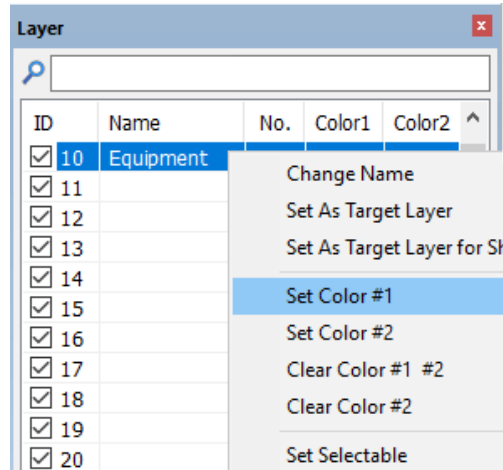 Layer
ID Name No. Color1 Color2
10 Equipment
11
12
13
14
15
16
17
18
19
20
Change Name
Set As Target Layer
Set As Target Layer for
Set Color #1
Set Color #2
Clear Color #1 #2
Clear Color #2
Set Selectable